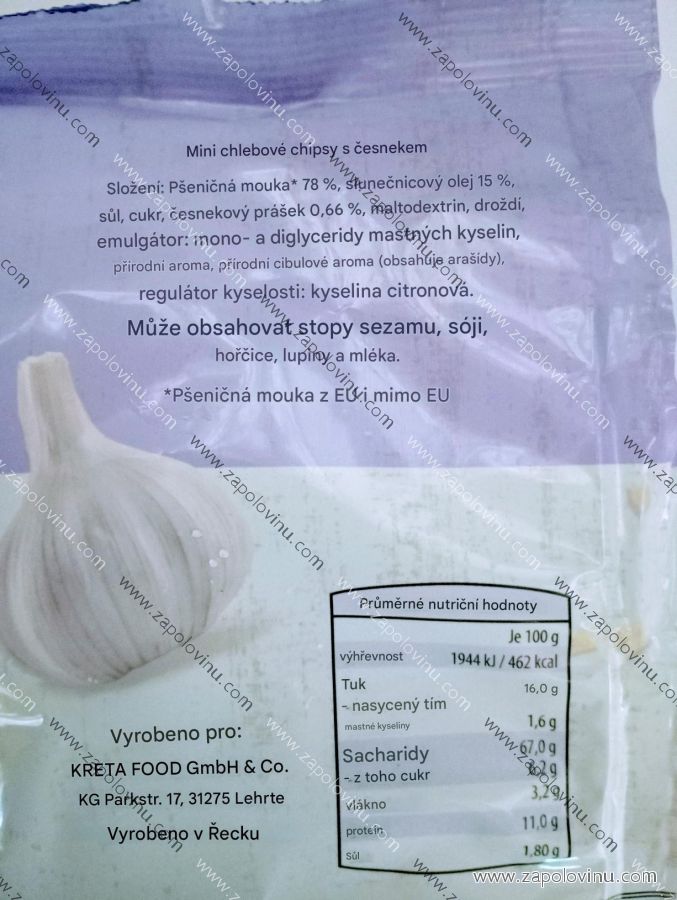 Mini chlebové chipsy s česnekem
Složení: Pšeničná mouka* 78 %, slunečnicový olej 15 %,
sůl, cukr, česnekový prášek 0,66 %, maltodextrin, droždí,
emulgátor: mono- a diglyceridy mastných kyselin,
přírodní aroma, přírodní cibulové aroma (obsahuje arašídy),
regulátor kyselosti: kyselina citronová.
Může obsahovat stopy sezamu, sóji,
hořčice, lupiny a mléka.
*Pšeničná mouka z EU i mimo EU
Průměrné nutriční hodnoty
Je 100 g
výhřevnost 1944 kJ / 462 kcal
Tuk 16,0 g
- nasycený tím
mastné kyseliny 1,6 g
Sacharidy 67,0 g
- z toho cukr
vlákno 3,2 g
protein 11,0 g
Sůl 1,80 g
Vyrobeno pro:
KRETA FOOD GmbH & Co.
KG Parkstr. 17, 31275 Lehrte
Vyrobeno v Řecku
www.zapolovinu.com